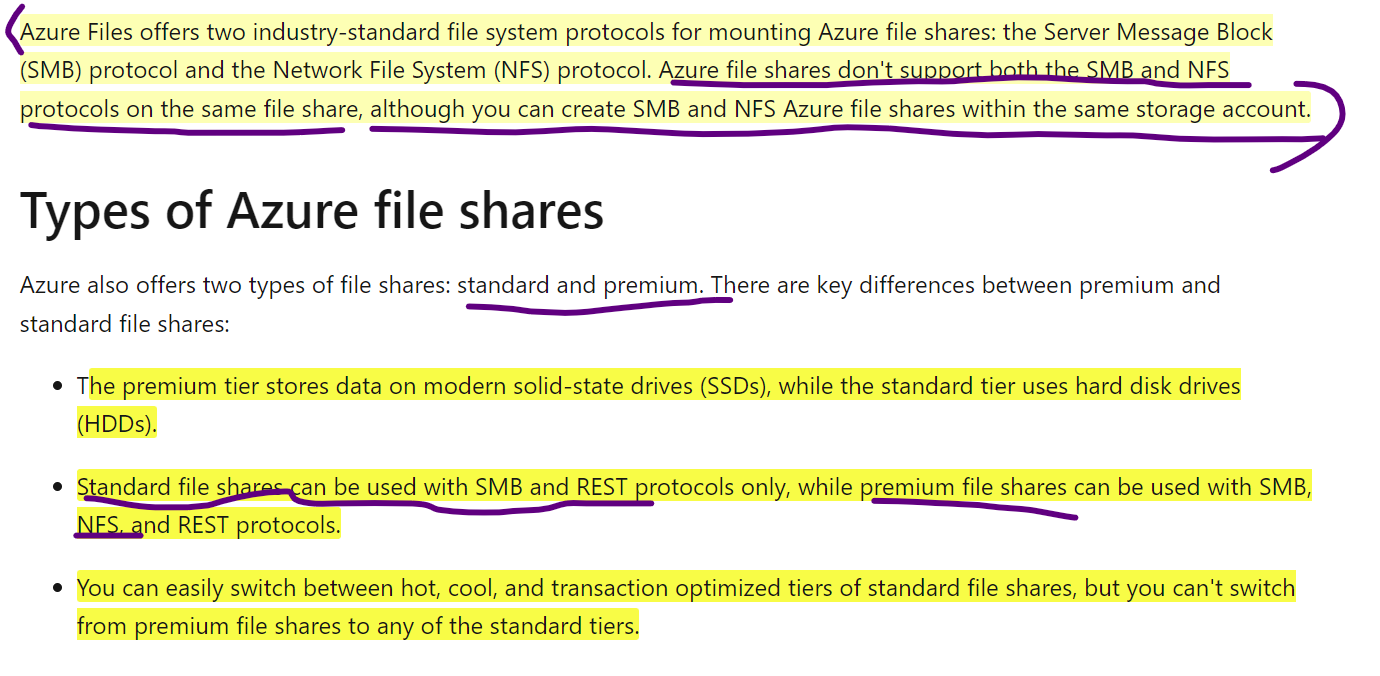 Azure Files offers two industry-standard file system protocols for mounting Azure file shares: the Server Message Block
(SMB) protocol and the Network File System (NFS) protocol. Azure file shares don't support both the SMB and NFS
protocols on the same file share, although you can create SMB and NFS Azure file shares within the same storage account.
Types of Azure file shares
Azure also offers two types of file shares: standard and premium. There are key differences between premium and
standard file shares:
• The premium tier stores data on modern solid-state drives (SSDs), while the standard tier uses hard disk drives
(HDDs).
• Standard file shares can be used with SMB and REST protocols only, while premium file shares can be used with SMB,
NFS, and REST protocols.
• You can easily switch between hot, cool, and transaction optimized tiers of standard file shares, but you can't switch
from premium file shares to any of the standard tiers.